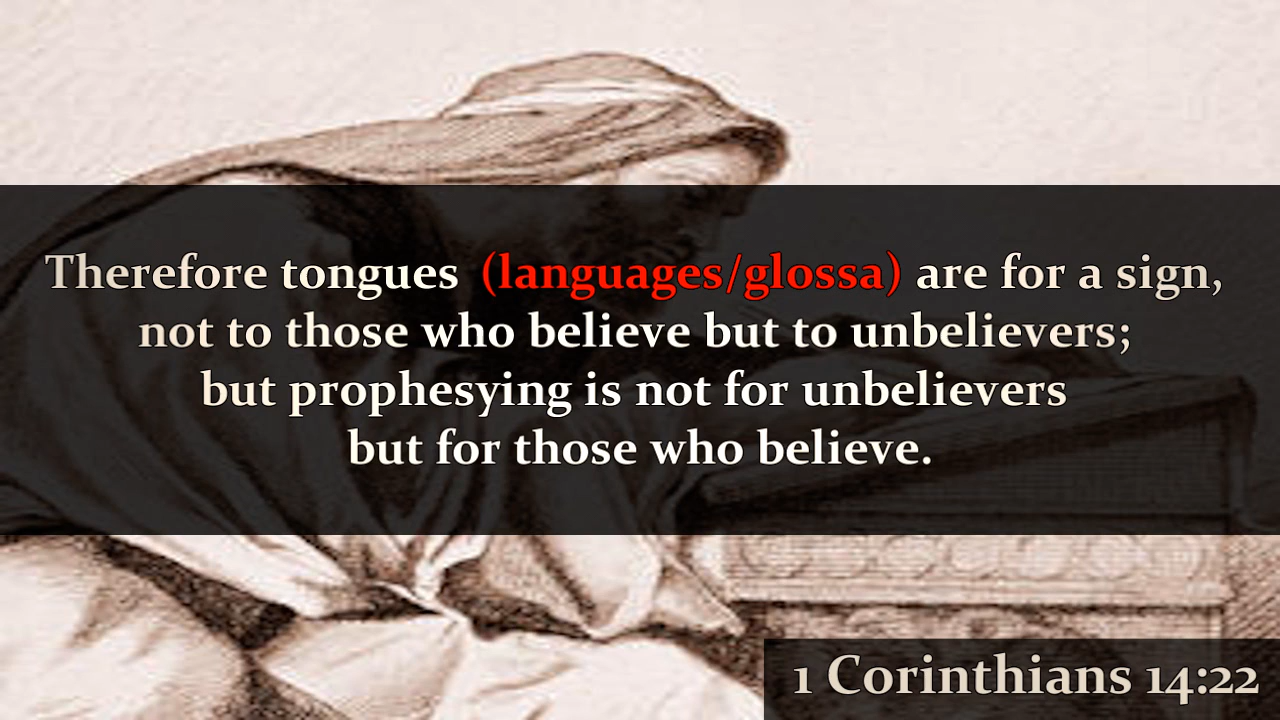 Therefore tongues (languages/glossa) are for a sign,
not to those who believe but to unbelievers;
but prophesying is not for unbelievers
but for those who believe.
1 Corinthians 14:22